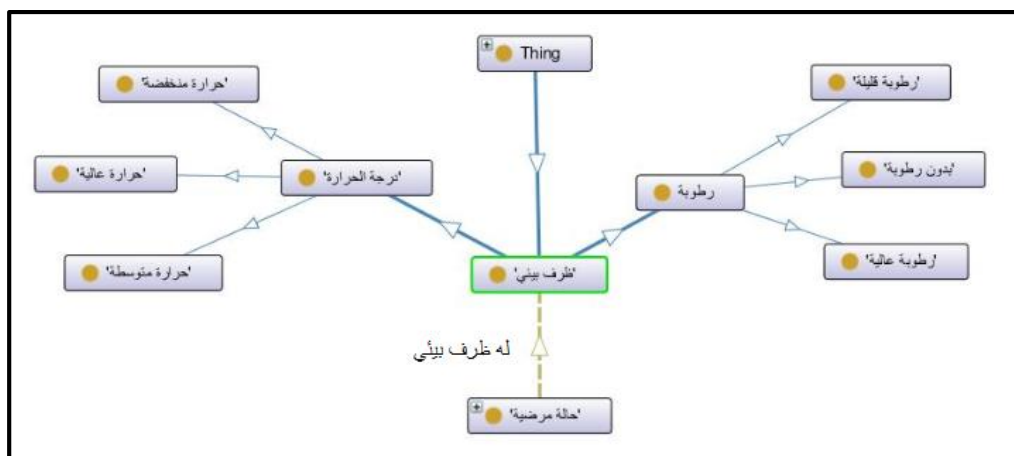 Thing
'حرارة منخفضة'
'رطوبة قليلة'
'حرارة عالية'
'درجة الحرارة'
رطوبة
'بدون رطوبة'
'حرارة متوسطة'
'ظرف بيئي'
'رطوبة عالية'
له ظرف بيئي
'حالة مرضية'